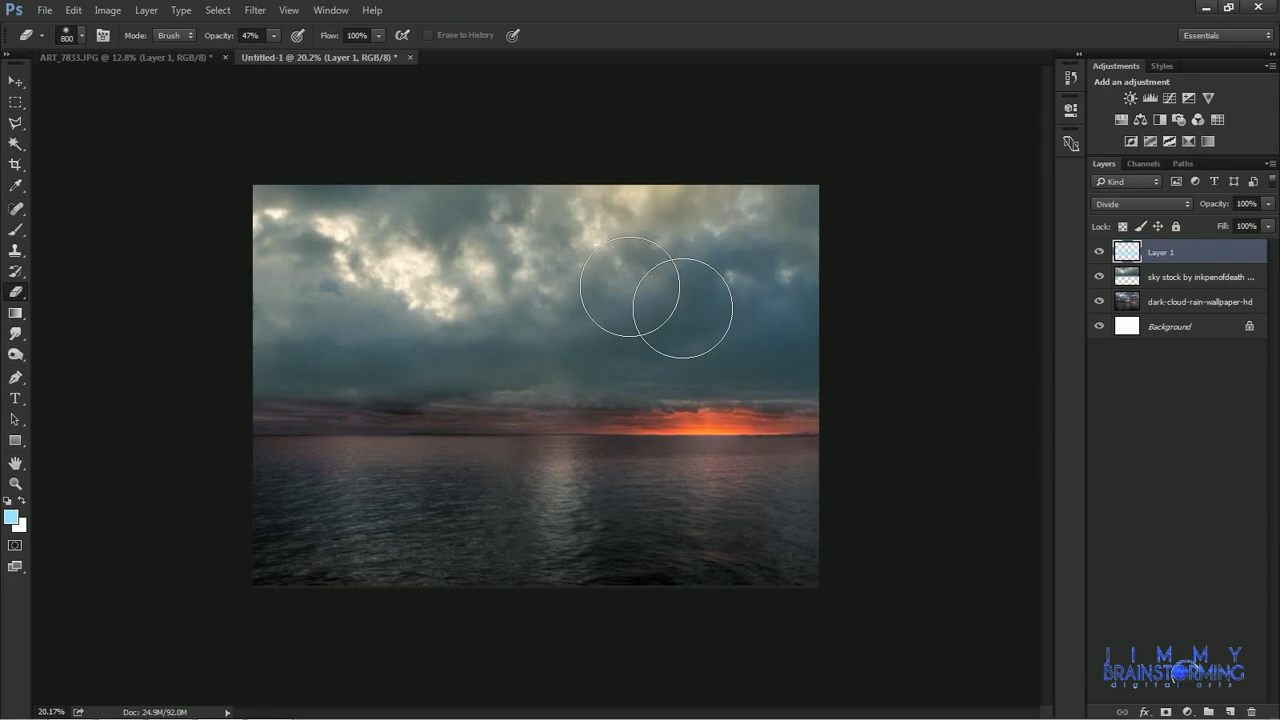 Ps File Edit Image Layer Type Select Filter View Window Help
800 Mode: Brush Opacity: 47% Flow: 100% Erase to History Essentials
ART_7833.JPG @ 12.8% (Layer 1, RGB/8) * × Untitled-1 @ 20.2% (Layer 1, RGB/8) * ×
Adjustments Styles
Add an adjustment
Layers Channels Paths
Kind
Divide Opacity: 100%
Lock: Fill: 100%
Layer 1
sky stock by inkpenofdeath ...
dark-cloud-rain-wallpaper-hd
Background
JIMMY
BRAINSTORMING
digital arts
20.17% Doc: 24.9M/92.0M